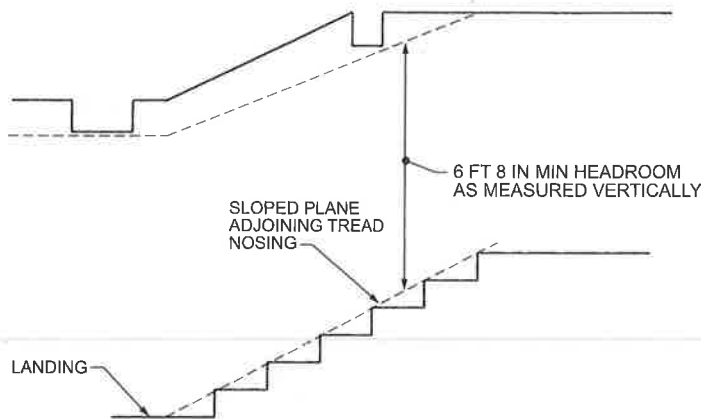 6 FT 8 IN MIN HEADROOM
AS MEASURED VERTICALLY
SLOPED PLANE
ADJOINING TREAD
NOSING
LANDING